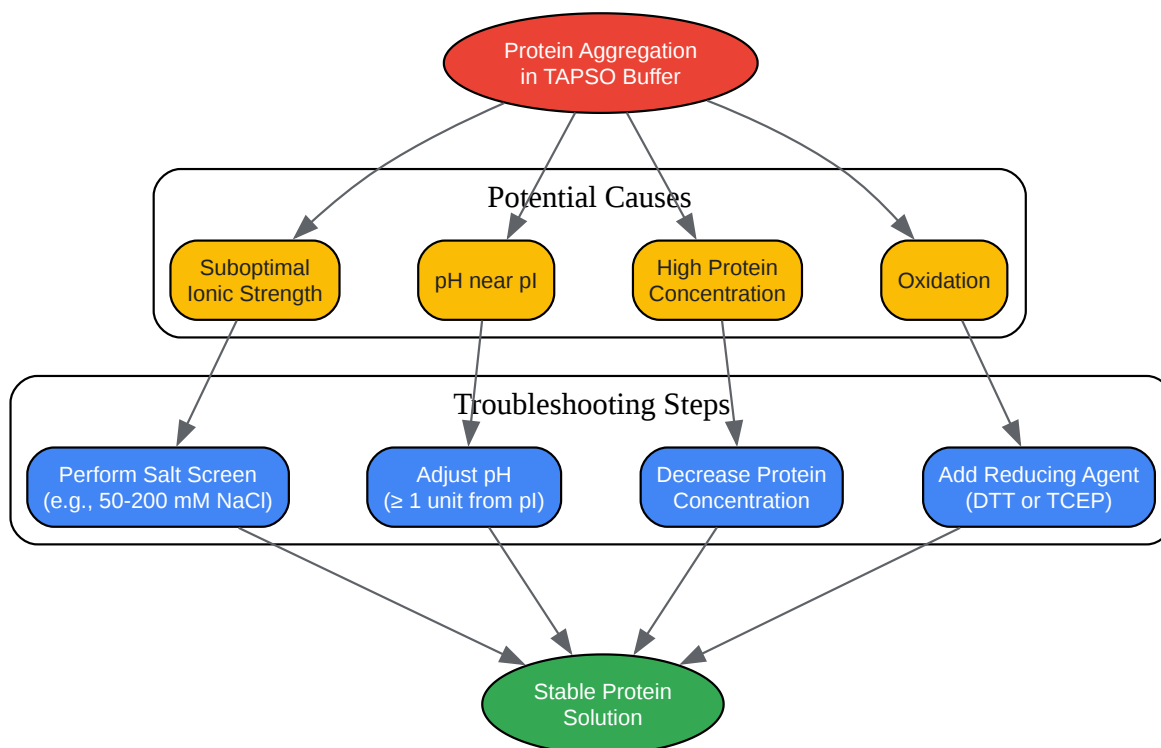 Protein Aggregation
in TAPSO Buffer
Potential Causes
Suboptimal
Ionic Strength
pH near pI
High Protein
Concentration
Oxidation
Troubleshooting Steps
Perform Salt Screen
(e.g., 50-200 mM NaCl)
Adjust pH
(≥ 1 unit from pI)
Decrease Protein
Concentration
Add Reducing Agent
(DTT or TCEP)
Stable Protein
Solution